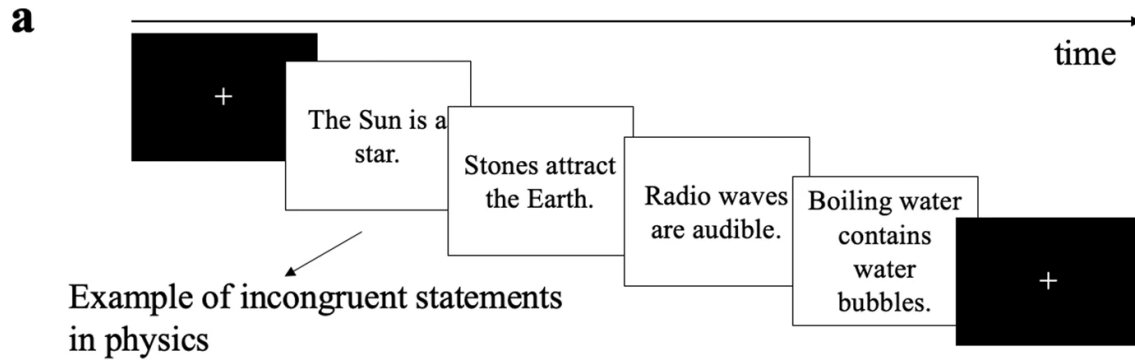 a
time
+
The Sun is a
star.
Stones attract
the Earth.
Radio waves
are audible.
Boiling water
contains
water
bubbles.
+
Example of incongruent statements
in physics